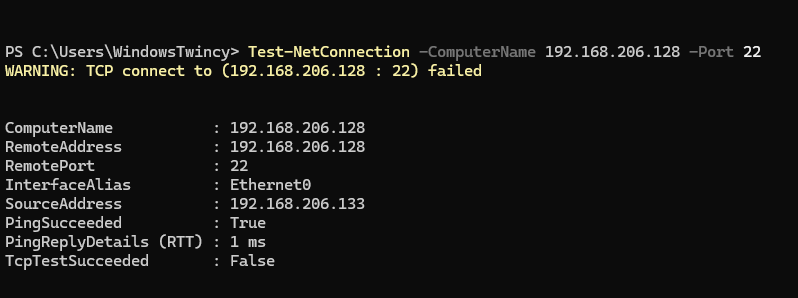 PS C:\Users\WindowsTwincy> Test-NetConnection -ComputerName 192.168.206.128 -Port 22
WARNING: TCP connect to (192.168.206.128 : 22) failed
ComputerName : 192.168.206.128
RemoteAddress : 192.168.206.128
RemotePort : 22
InterfaceAlias : Ethernet0
SourceAddress : 192.168.206.133
PingSucceeded : True
PingReplyDetails (RTT) : 1 ms
TcpTestSucceeded : False